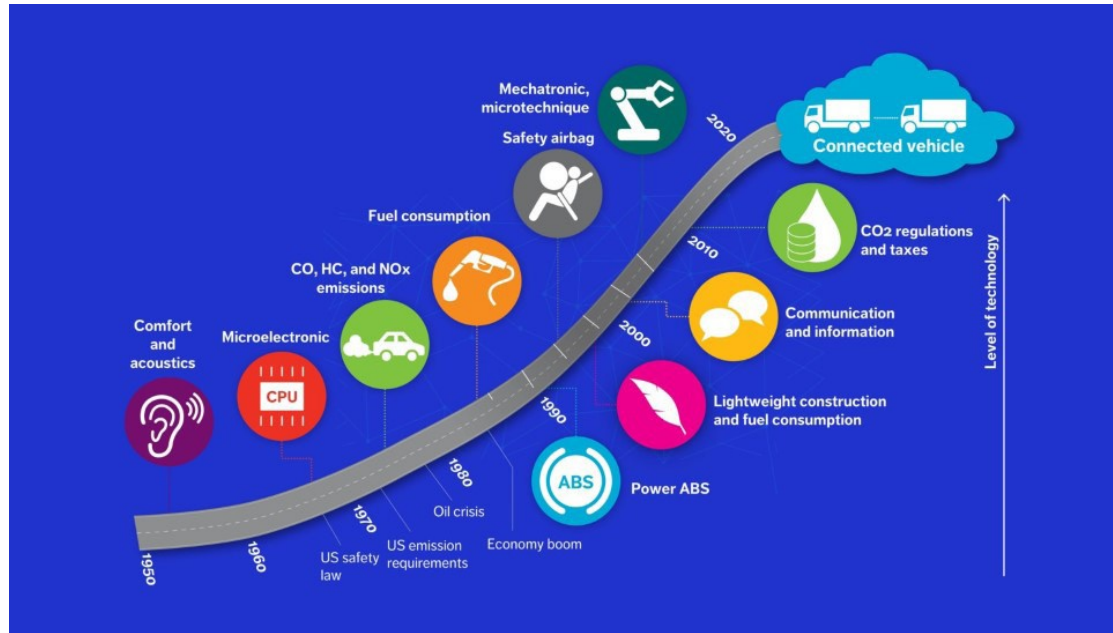 Mechatronic,
microtechnique
Safety airbag
Fuel consumption
CO, HC, and NOx
emissions
Microelectronic
Comfort
and
acoustics
CPU
1950
1960
1970
1980
1990
2000
2010
2020
Connected vehicle
CO2 regulations
and taxes
Communication
and information
Lightweight construction
and fuel consumption
ABS
Power ABS
US safety
law
US emission
requirements
Oil crisis
Economy boom
Level of technology